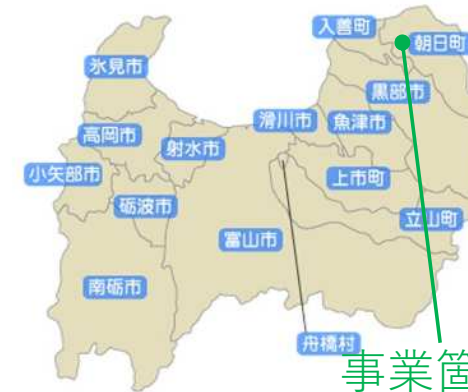 入善町
朝日町
氷見市
黒部市
滑川市
魚津市
高岡市
射水市
小矢部市
上市町
砺波市
立山町
富山市
南砺市
舟橋村
事業箇